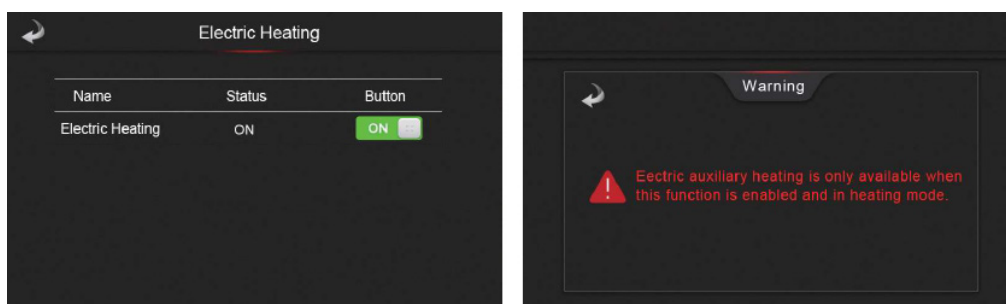 Electric Heating
Name Status Button
Electric Heating ON ON
Warning
Eectric auxiliary heating is only available when
this function is enabled and in heating mode.